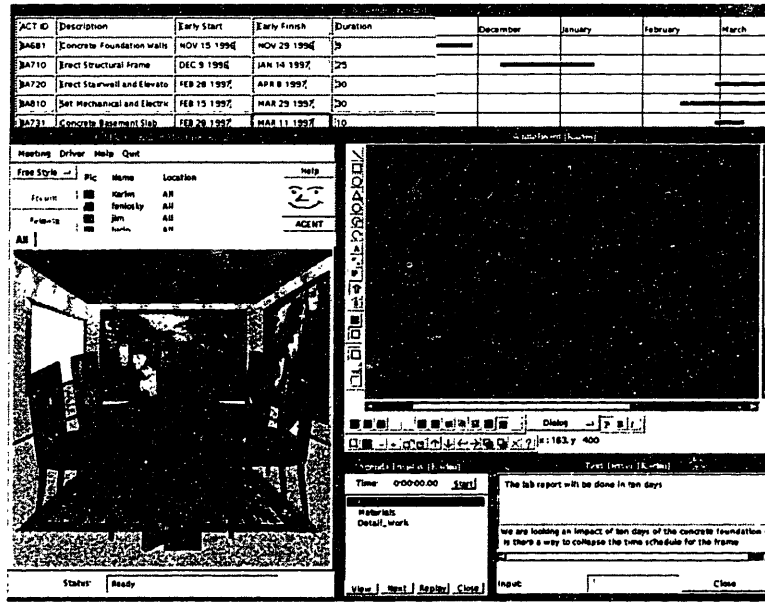 ACT ID Description Early Start Early Finish Duration December January February March
BA681 Concrete Foundation Walls NOV 15 1996 NOV 29 1996 9
BA710 Erect Structural Frame DEC 9 1996 JAN 14 1997 25
BA720 Erect Stairwell and Elevato FEB 28 1997 APR 8 1997 30
BA810 Set Mechanical and Electric FEB 15 1997 MAR 29 1997 30
BA731 Concrete Basement Slab FEB 28 1997 MAR 11 1997 10
Meeting Driver Help Quit
Free Style Pic Name Location Help
Karim All
feniosky All
jim All
All
AGENT
All
Status: Ready
Dialog
x: 163, y 400
Time: 0:00:00.00 Start
Materials
Detail_Work
View Next Replay Close
The lab report will be done in ten days
we are looking an impact of ten days of the concrete foundation
is there a way to collapse the time schedule for the frame
Input: Close